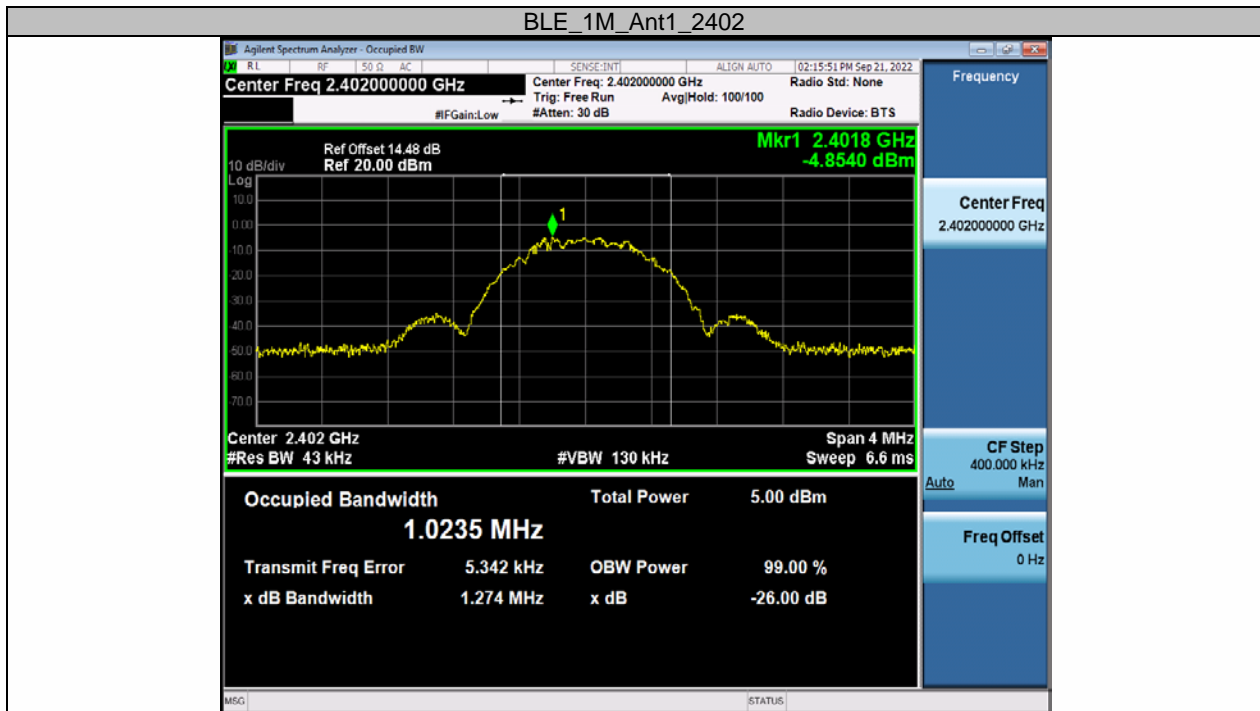 BLE_1M_Ant1_2402
Agilent Spectrum Analyzer - Occupied BW
RL RF 50 Ω AC SENSE:INT ALIGN AUTO 02:15:51 PM Sep 21, 2022
Center Freq 2.402000000 GHz
Center Freq: 2.402000000 GHz
Radio Std: None
Trig: Free Run Avg|Hold: 100/100
#IFGain:Low
#Atten: 30 dB
Radio Device: BTS
Frequency
Mkr1 2.4018 GHz
-4.8540 dBm
Ref Offset 14.48 dB
10 dB/div Ref 20.00 dBm
Log
10.0
0.00
-10.0
-20.0
-30.0
-40.0
-50.0
-60.0
-70.0
1
Center 2.402 GHz
Span 4 MHz
#Res BW 43 kHz
#VBW 130 kHz
Sweep 6.6 ms
Center Freq
2.402000000 GHz
CF Step
400.000 kHz
Auto Man
Freq Offset
0 Hz
Occupied Bandwidth
1.0235 MHz
Total Power 5.00 dBm
Transmit Freq Error 5.342 kHz
OBW Power 99.00 %
x dB Bandwidth 1.274 MHz
x dB -26.00 dB
MSG
STATUS